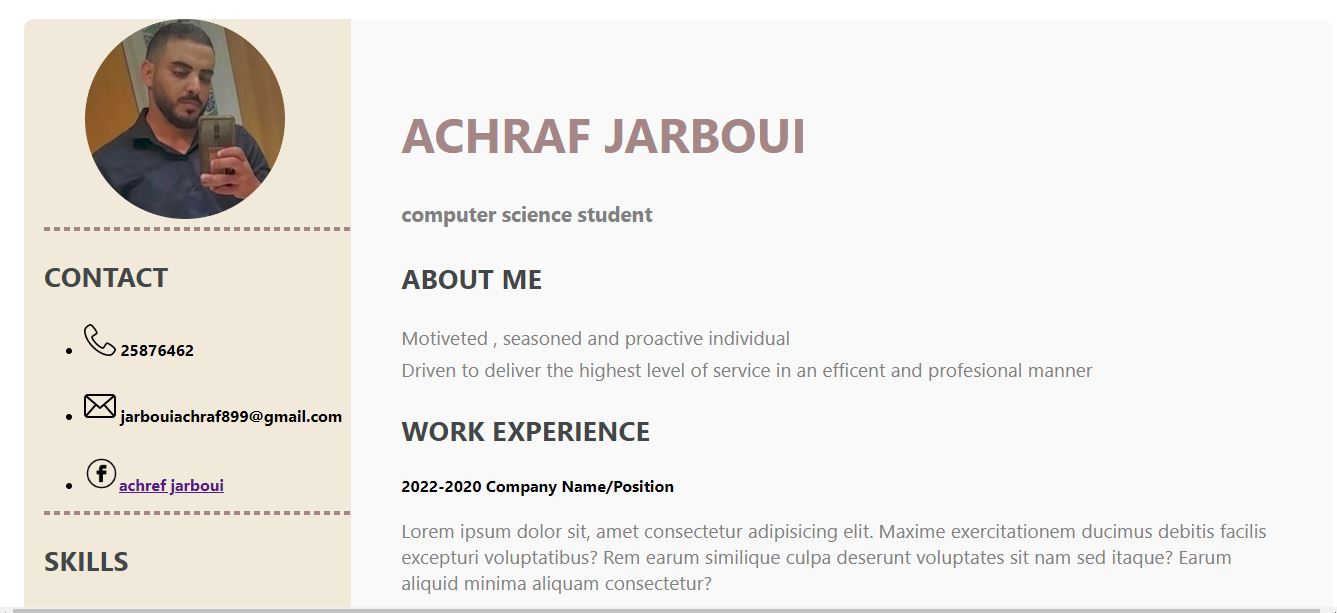 CONTACT
25876462
jarbouiachraf899@gmail.com
achref jarboui
SKILLS
ACHRAF JARBOUI
computer science student
ABOUT ME
Motiveted , seasoned and proactive individual
Driven to deliver the highest level of service in an efficent and profesional manner
WORK EXPERIENCE
2022-2020 Company Name/Position
Lorem ipsum dolor sit, amet consectetur adipisicing elit. Maxime exercitationem ducimus debitis facilis
excepturi voluptatibus? Rem earum similique culpa deserunt voluptates sit nam sed itaque? Earum
aliquid minima aliquam consectetur?